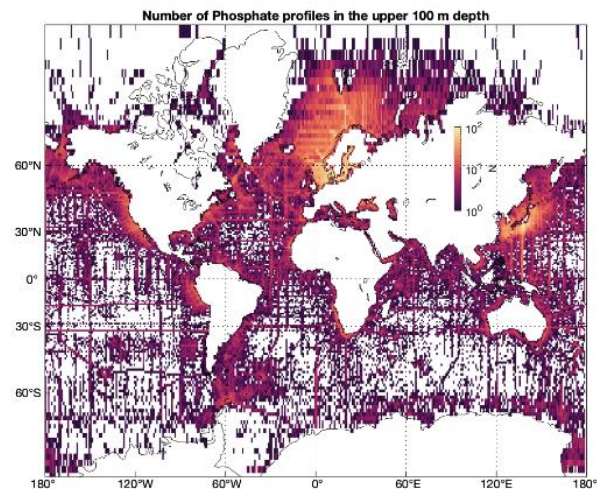 Number of Phosphate profiles in the upper 100 m depth
10²
10¹
N
10⁰
60°N
30°N
0°
30°S
60°S
180°W
120°W
60°W
0°
60°E
120°E
180°E